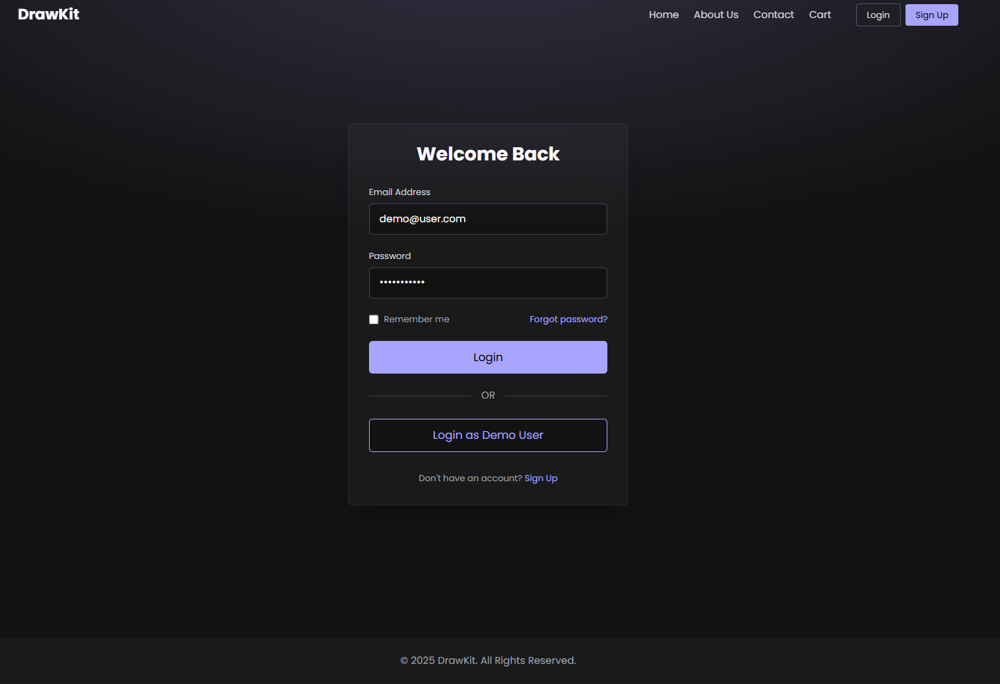 DrawKit
Home About Us Contact Cart Login Sign Up
Welcome Back
Email Address
demo@user.com
Password
•••••••••••
Remember me Forgot password?
Login
OR
Login as Demo User
Don't have an account? Sign Up
© 2025 DrawKit. All Rights Reserved.